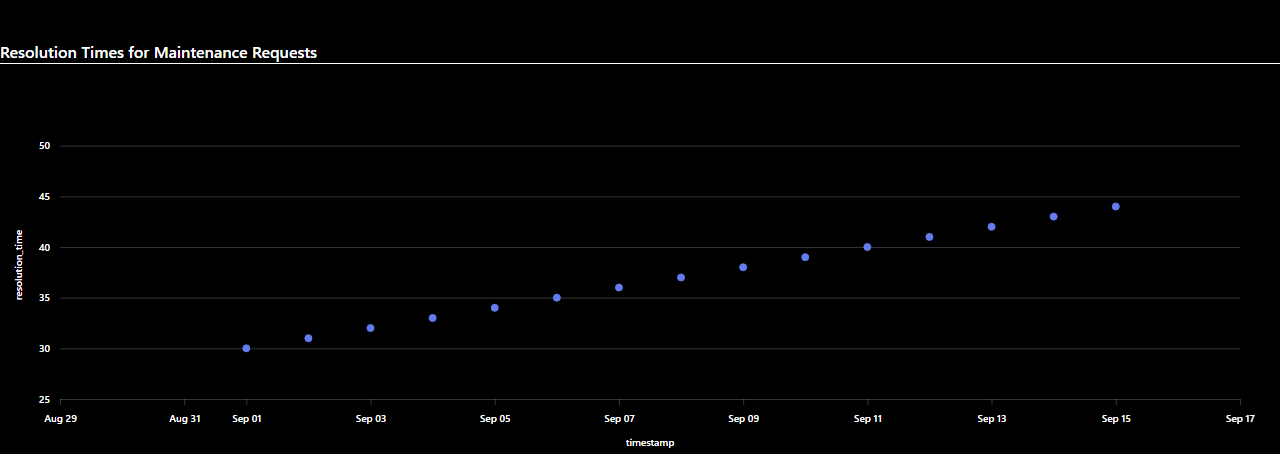 Resolution Times for Maintenance Requests
50
45
40
35
30
25
resolution_time
Aug 29 Aug 31 Sep 01 Sep 03 Sep 05 Sep 07 Sep 09 Sep 11 Sep 13 Sep 15 Sep 17
timestamp